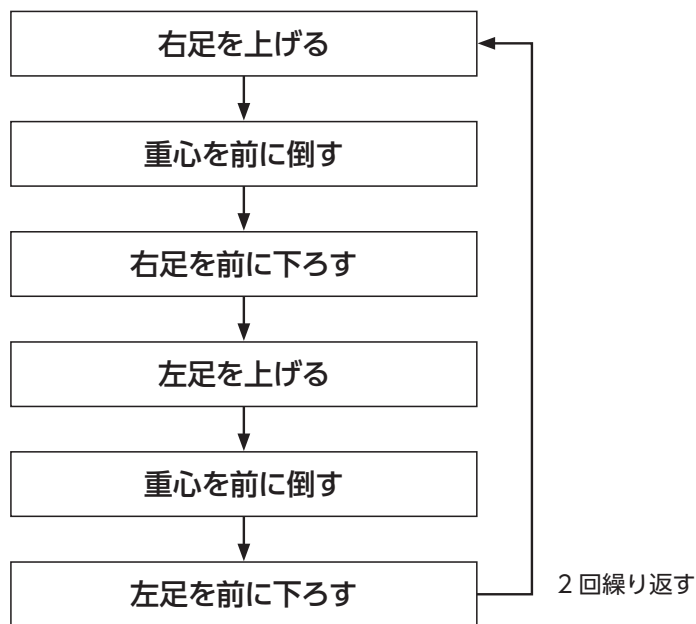 右足を上げる
重心を前に倒す
右足を前に下ろす
左足を上げる
重心を前に倒す
左足を前に下ろす
2回繰り返す